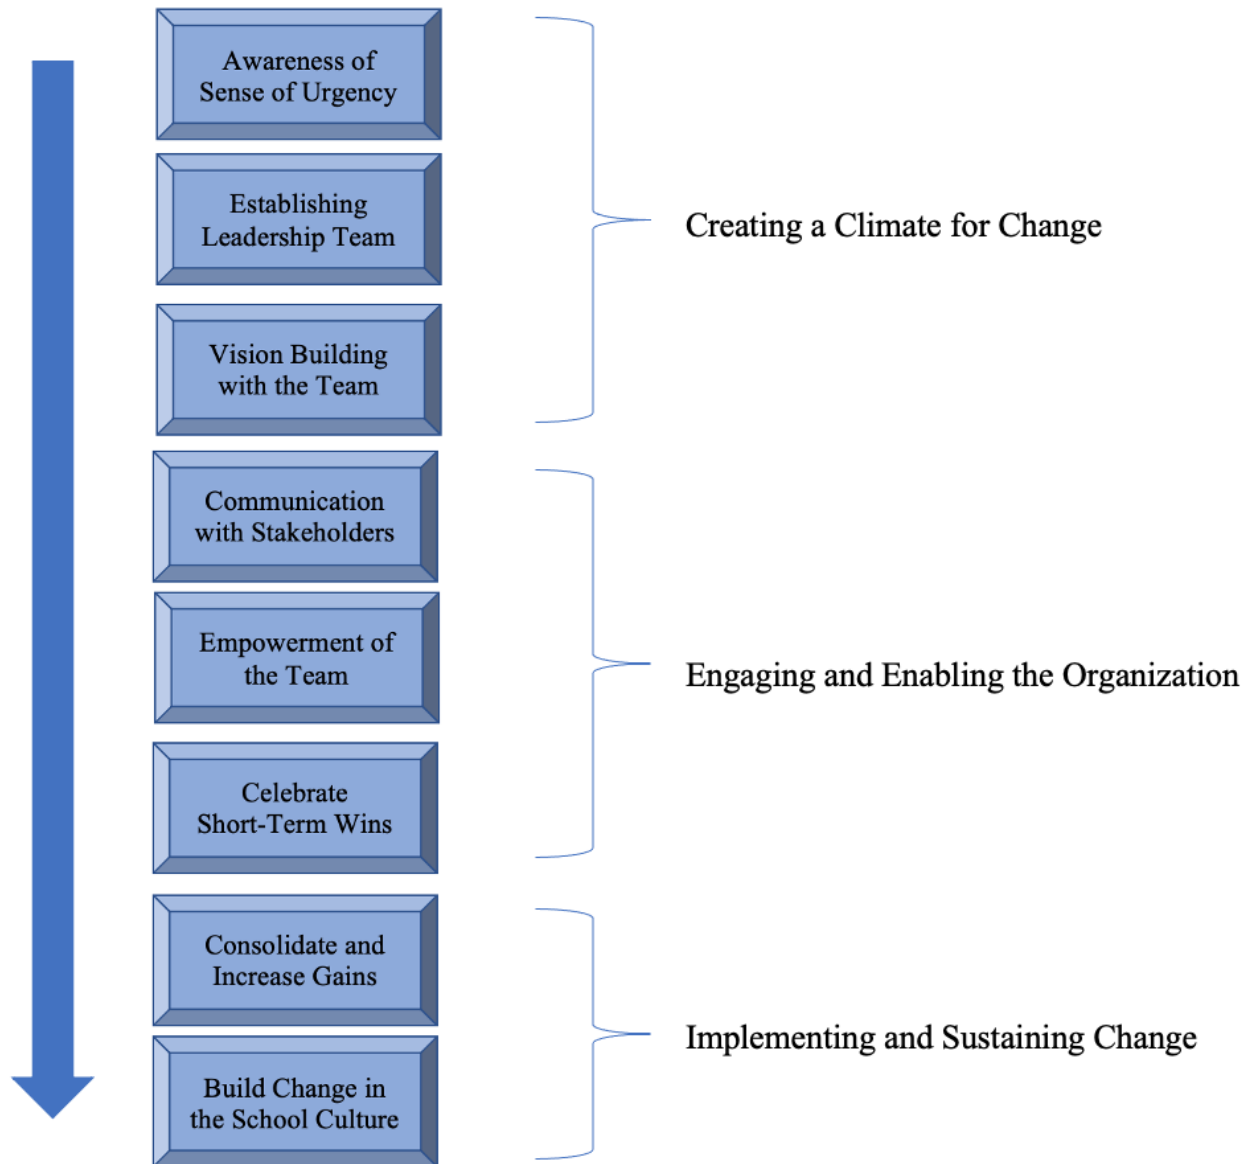 Awareness of
Sense of Urgency
Establishing
Leadership Team
Vision Building
with the Team
Creating a Climate for Change
Communication
with Stakeholders
Empowerment of
the Team
Celebrate
Short-Term Wins
Engaging and Enabling the Organization
Consolidate and
Increase Gains
Build Change in
the School Culture
Implementing and Sustaining Change